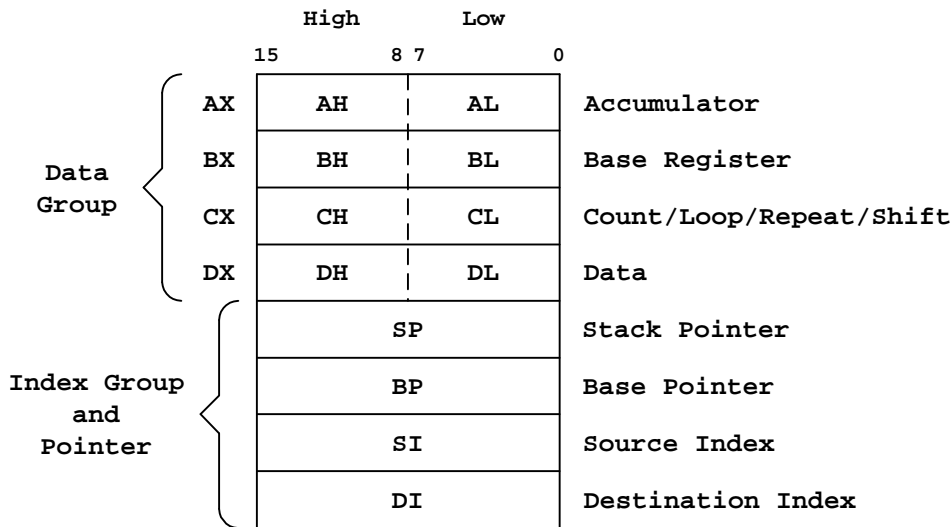 High Low
15 8 7 0
AX AH AL Accumulator
BX BH BL Base Register
Data
Group
CX CH CL Count/Loop/Repeat/Shift
DX DH DL Data
SP Stack Pointer
Index Group
and
Pointer
BP Base Pointer
SI Source Index
DI Destination Index